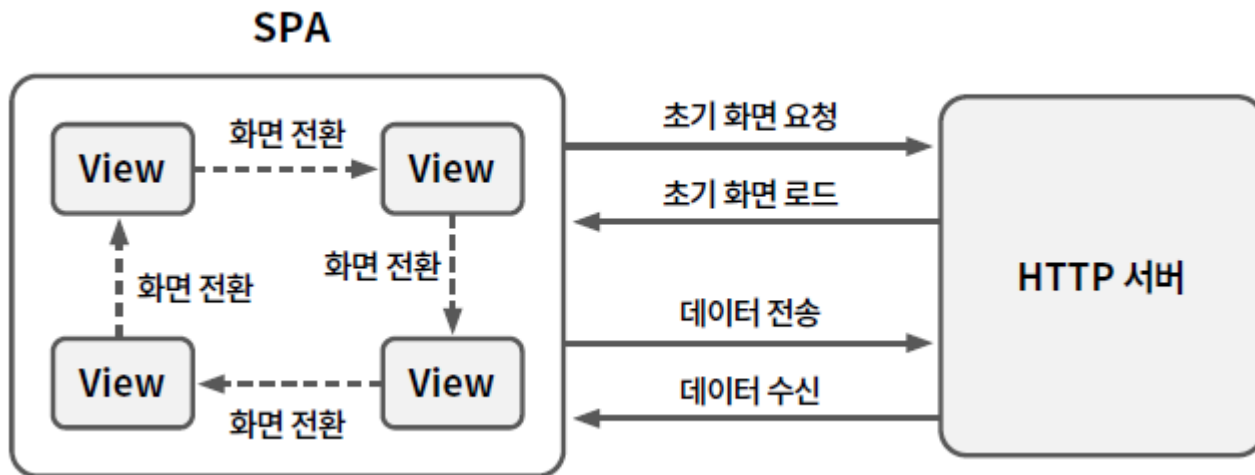 SPA
View
화면 전환
View
화면 전환
화면 전환
View
화면 전환
View
초기 화면 요청
초기 화면 로드
데이터 전송
데이터 수신
HTTP 서버